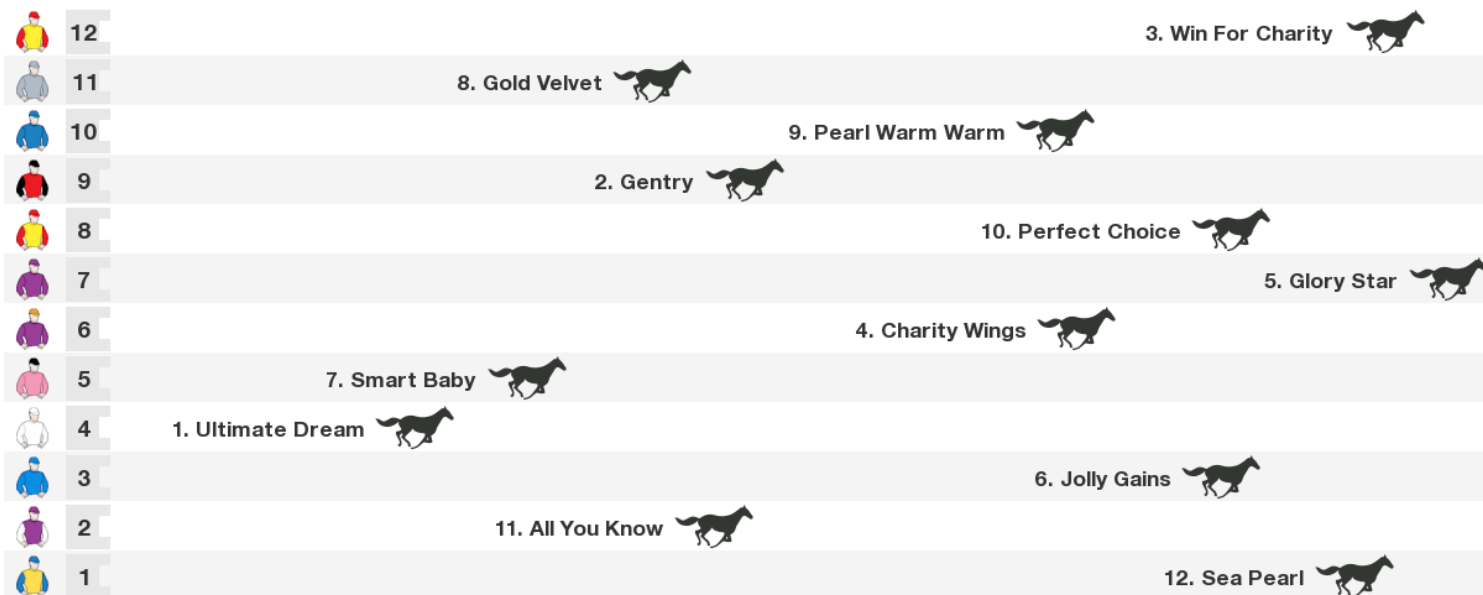 12 3. Win For Charity
11 8. Gold Velvet
10 9. Pearl Warm Warm
9 2. Gentry
8 10. Perfect Choice
7 5. Glory Star
6 4. Charity Wings
5 7. Smart Baby
4 1. Ultimate Dream
3 6. Jolly Gains
2 11. All You Know
1 12. Sea Pearl